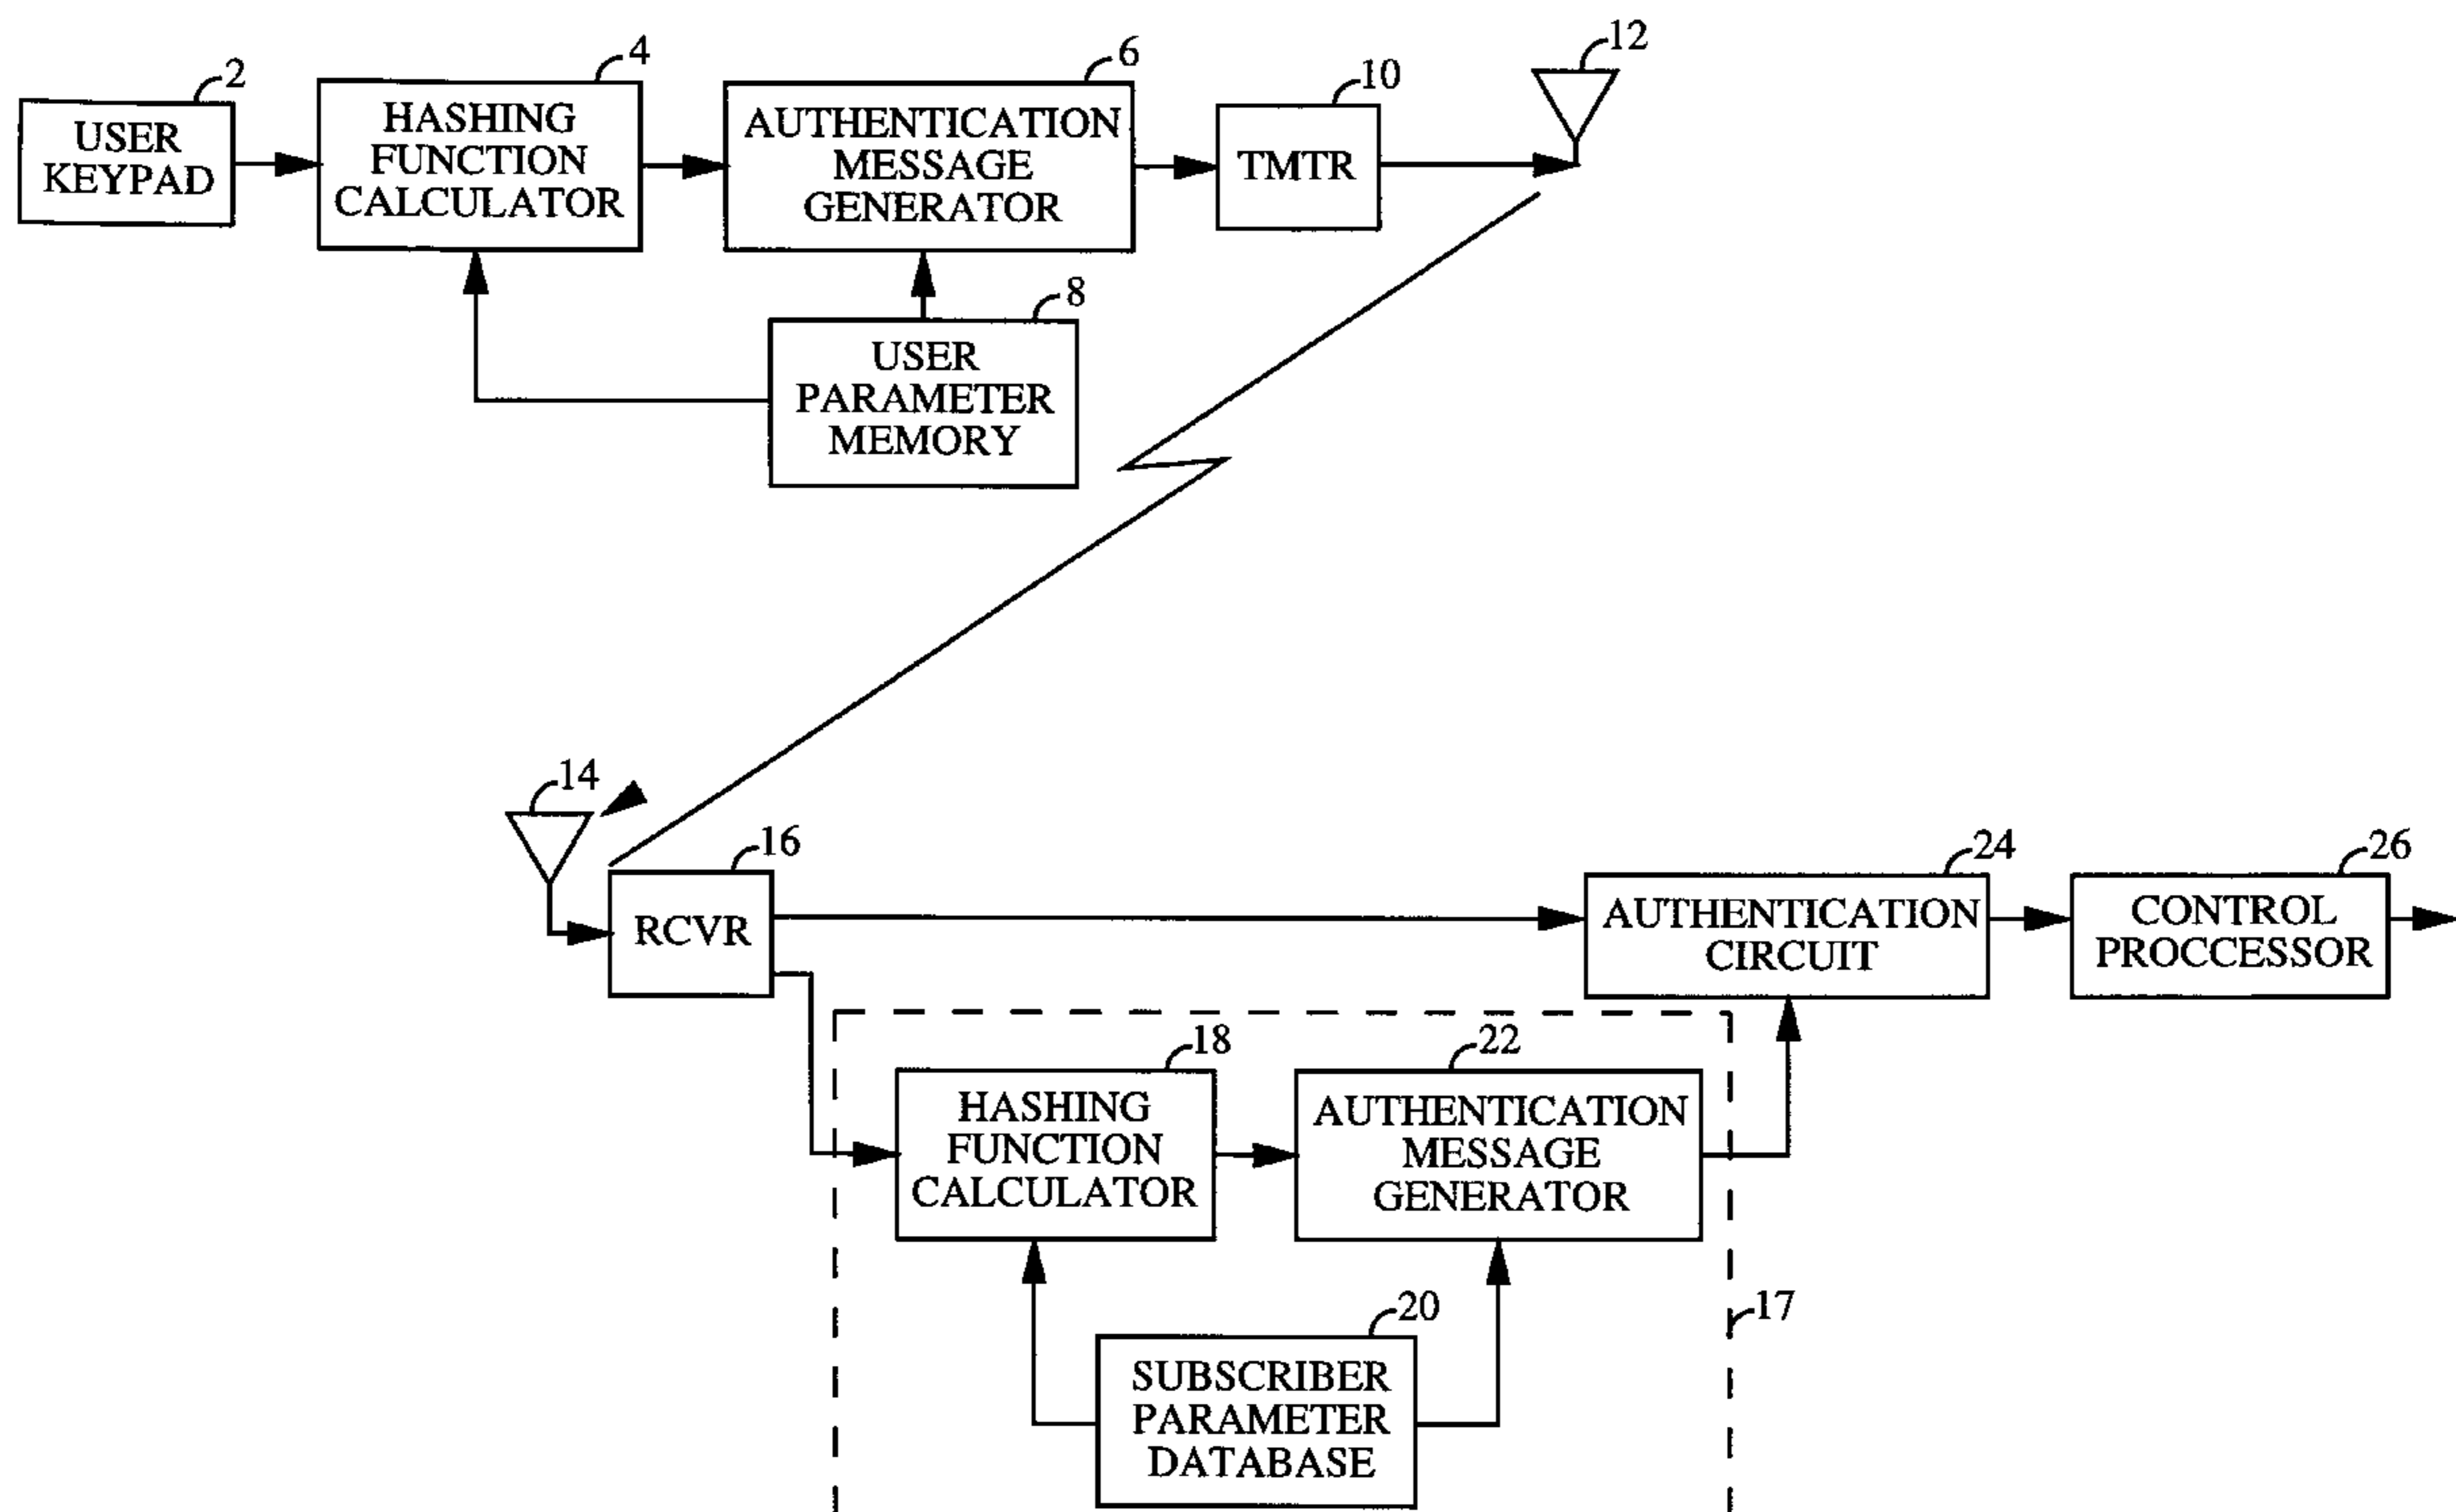 2
USER
KEYPAD
4
HASHING
FUNCTION
CALCULATOR
6
AUTHENTICATION
MESSAGE
GENERATOR
10
TMTR
12
8
USER
PARAMETER
MEMORY
14
16
RCVR
24
AUTHENTICATION
CIRCUIT
26
CONTROL
PROCCESSOR
18
HASHING
FUNCTION
CALCULATOR
22
AUTHENTICATION
MESSAGE
GENERATOR
20
SUBSCRIBER
PARAMETER
DATABASE
17